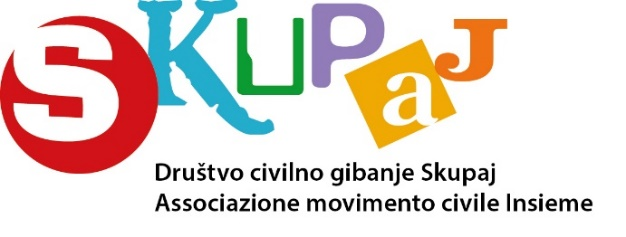 SKUPaJ
Društvo civilno gibanje Skupaj
Associazione movimento civile Insieme